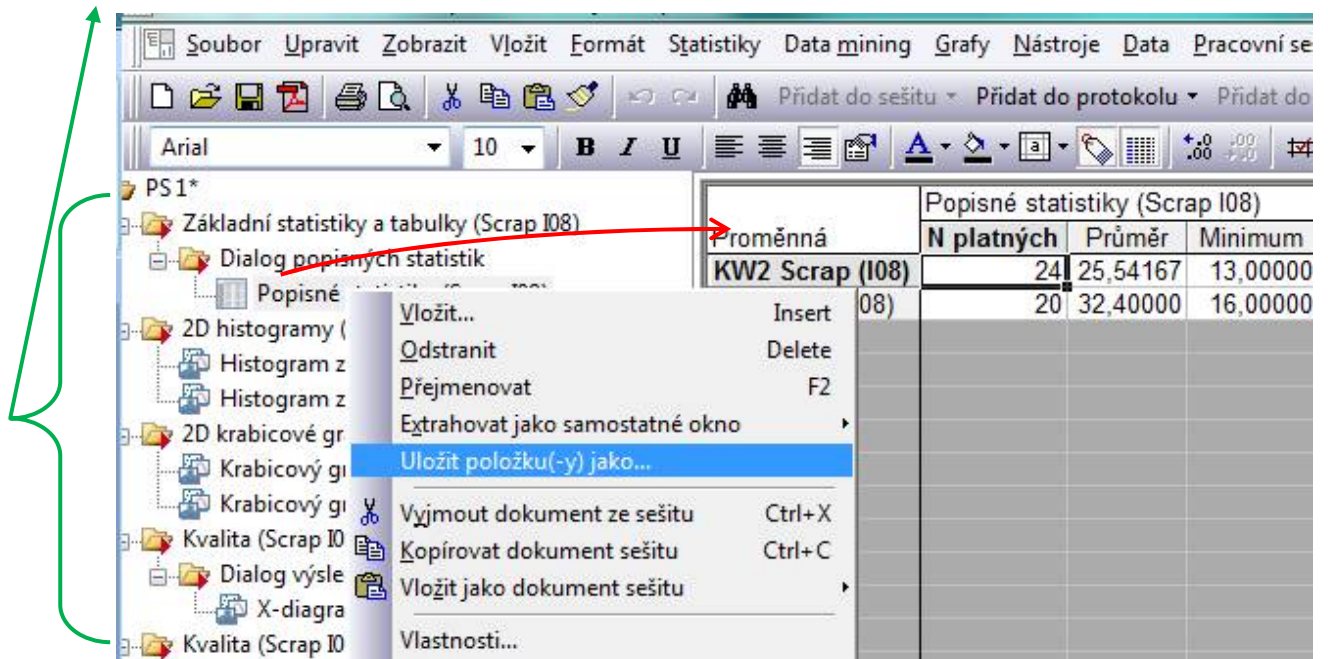 Soubor Upravit Zobrazit Vložit Formát Statistiky Data mining Grafy Nástroje Data Pracovní se
Přidat do sešitu Přidat do protokolu Přidat do
Arial 10 B I U A a
PS1*
Základní statistiky a tabulky (Scrap I08)
Dialog popisných statistik
Popisné
2D histogramy (
Histogram z
Histogram z
2D krabicové gr
Krabicový gr
Krabicový gr
Kvalita (Scrap I0
Dialog výsle
X-diagra
Kvalita (Scrap I0
Vložit... Insert
Odstranit Delete
Přejmenovat F2
Extrahovat jako samostatné okno
Uložit položku(-y) jako...
Vyjmout dokument ze sešitu Ctrl+X
Kopírovat dokument sešitu Ctrl+C
Vložit jako dokument sešitu
Vlastnosti...
Popisné statistiky (Scrap I08)
Proměnná N platných Průměr Minimum
KW2 Scrap (I08) 24 25,54167 13,00000
08) 20 32,40000 16,00000